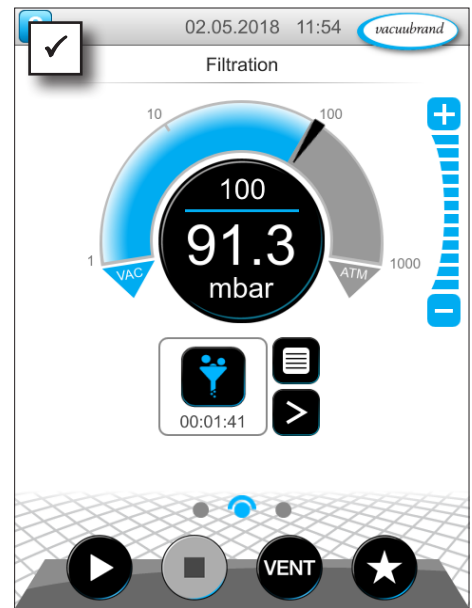 02.05.2018 11:54 vacuubrand
Filtration
10
100
1
VAC
100
91.3
mbar
ATM
1000
00:01:41
VENT